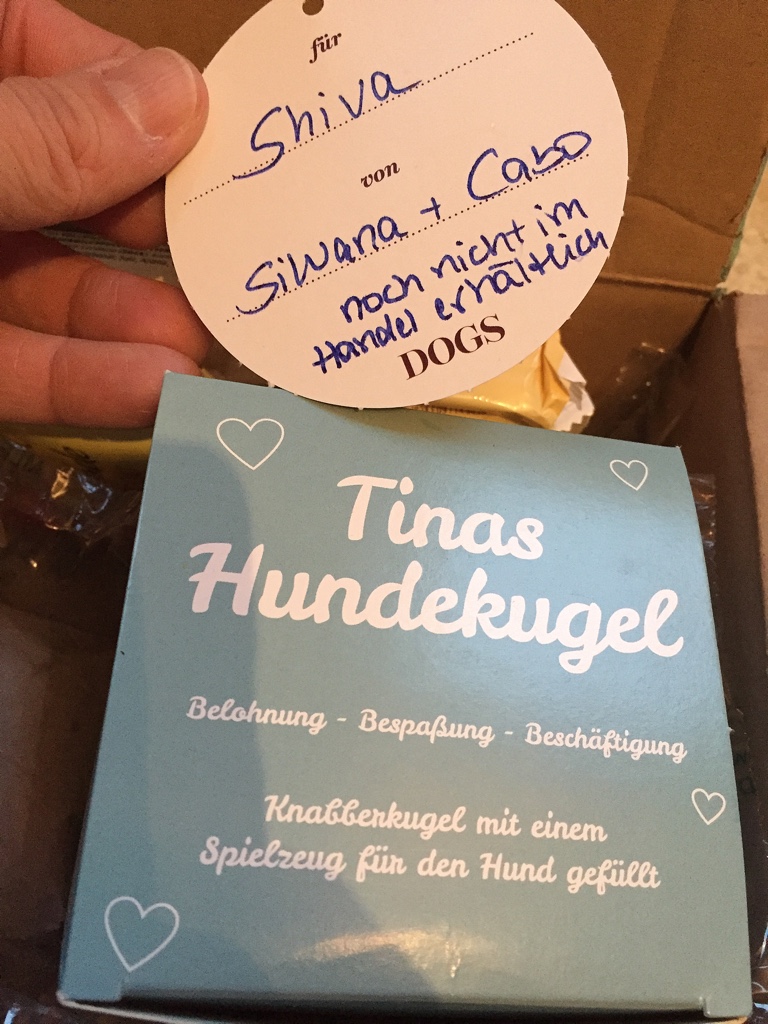 für
Shiva
von
Siwana + Cabo
noch nicht im
Handel erhältlich
DOGS
Tinas
Hundekugel
Belohnung - Bespaßung - Beschäftigung
Knabberkugel mit einem
Spielzeug für den Hund gefüllt